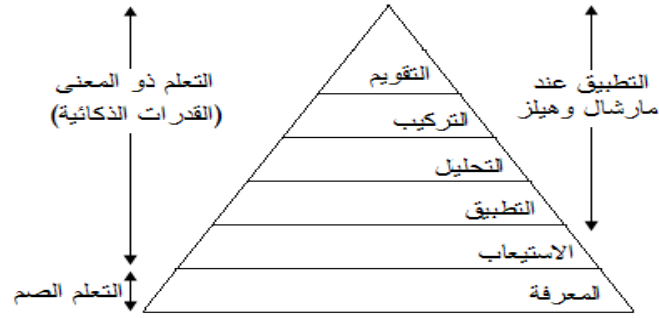 التقويم
التعلم ذو المعنى
(القدرات الذكائية)
التطبيق عند
مارشال وهيلز
التركيب
التحليل
التطبيق
الاستيعاب
المعرفة
التعلم الصم